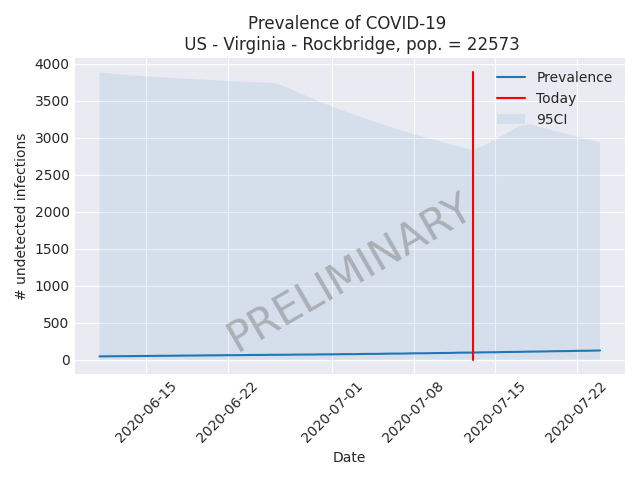 Prevalence of COVID-19
US - Virginia - Rockbridge, pop. = 22573
Prevalence
Today
95CI
4000
3500
3000
2500
2000
1500
1000
500
0
# undetected infections
PRELIMINARY
2020-06-15
2020-06-22
2020-07-01
2020-07-08
2020-07-15
2020-07-22
Date